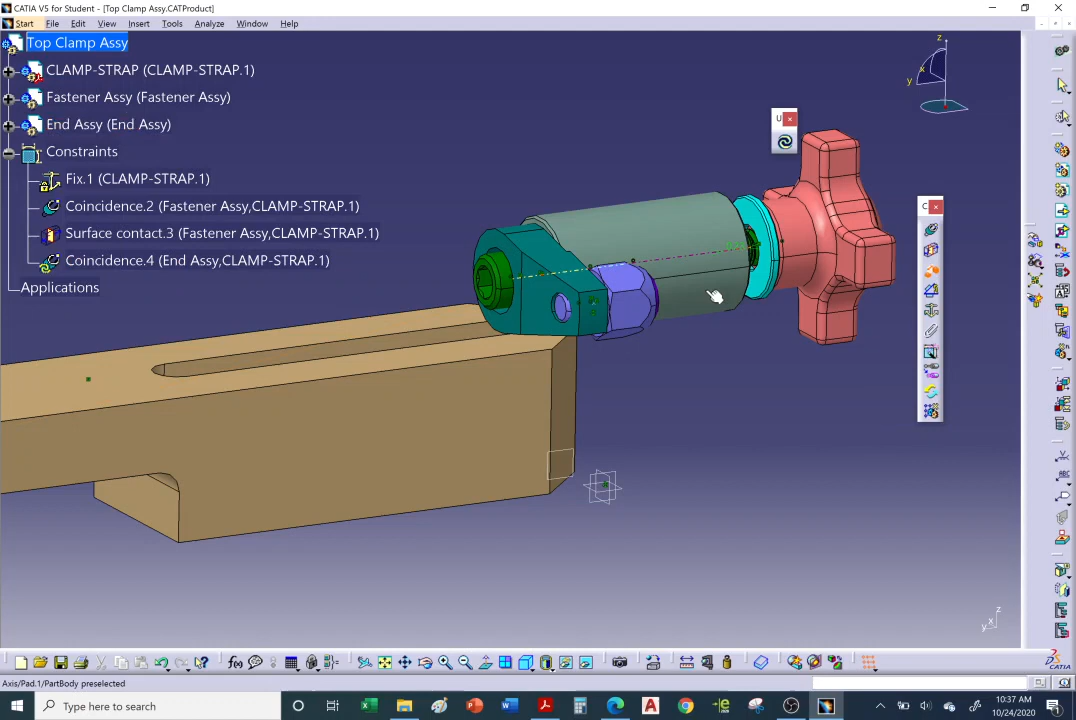 CATIA V5 for Student - [Top Clamp Assy.CATProduct]
Start File Edit View Insert Tools Analyze Window Help
Top Clamp Assy
CLAMP-STRAP (CLAMP-STRAP.1)
Fastener Assy (Fastener Assy)
End Assy (End Assy)
Constraints
Fix.1 (CLAMP-STRAP.1)
Coincidence.2 (Fastener Assy,CLAMP-STRAP.1)
Surface contact.3 (Fastener Assy,CLAMP-STRAP.1)
Coincidence.4 (End Assy,CLAMP-STRAP.1)
Applications
z
x
y
U
C
z
y x
f(x)
Axis/Pad.1/PartBody preselected
Type here to search
10:37 AM
10/24/2020